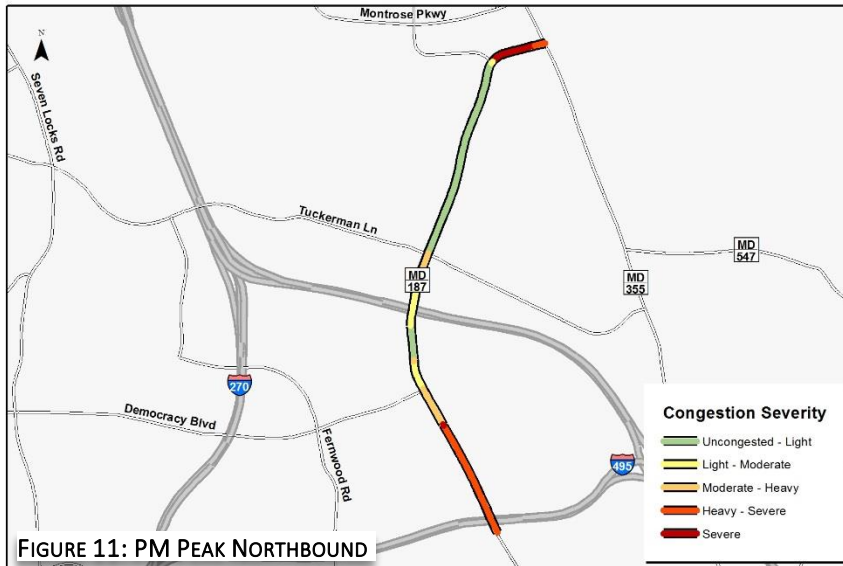 Montrose Pkwy
N
Seven Locks Rd
Tuckerman Ln
MD
547
MD
187
MD
355
270
Democracy Blvd
Fernwood Rd
495
Congestion Severity
Uncongested - Light
Light - Moderate
Moderate - Heavy
Heavy - Severe
Severe
FIGURE 11: PM PEAK NORTHBOUND